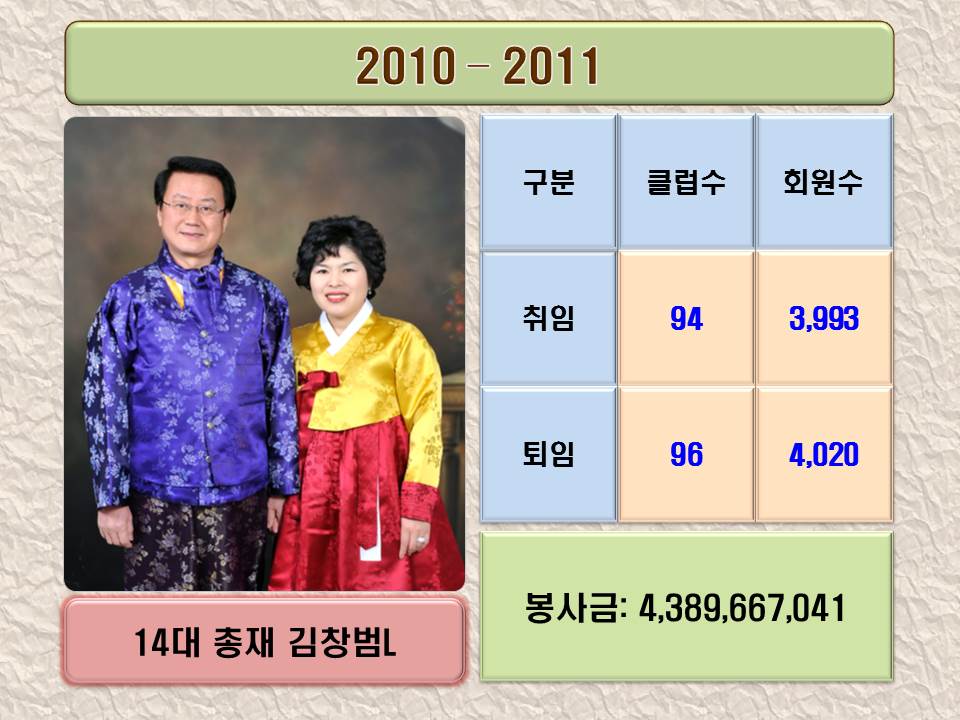 2010 – 2011
구분 클럽수 회원수
취임 94 3,993
퇴임 96 4,020
봉사금: 4,389,667,041
14대 총재 김창범L